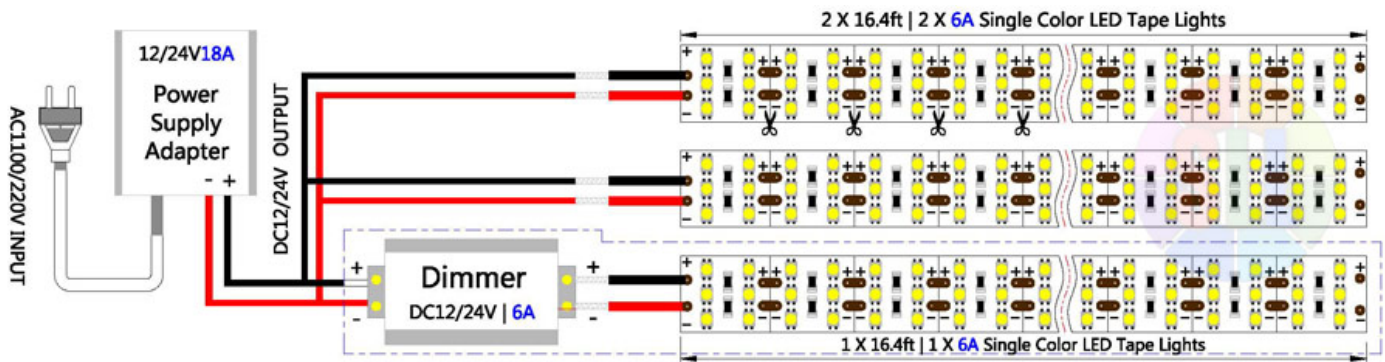 2 X 16.4ft | 2 X 6A Single Color LED Tape Lights
12/24V18A
Power
Supply
Adapter
- +
AC1100/220V INPUT
DC12/24V OUTPUT
Dimmer
DC12/24V | 6A
+ +
- -
1 X 16.4ft | 1 X 6A Single Color LED Tape Lights